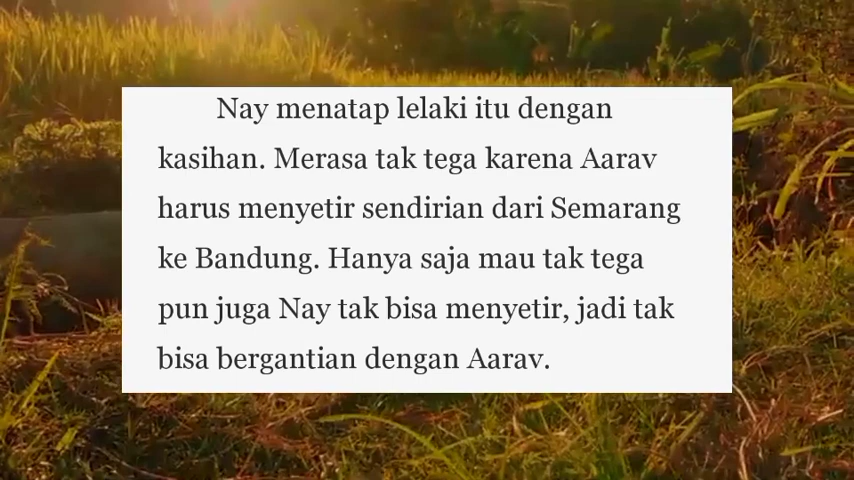 Nay menatap lelaki itu dengan
kasihan. Merasa tak tega karena Aarav
harus menyetir sendirian dari Semarang
ke Bandung. Hanya saja mau tak tega
pun juga Nay tak bisa menyetir, jadi tak
bisa bergantian dengan Aarav.